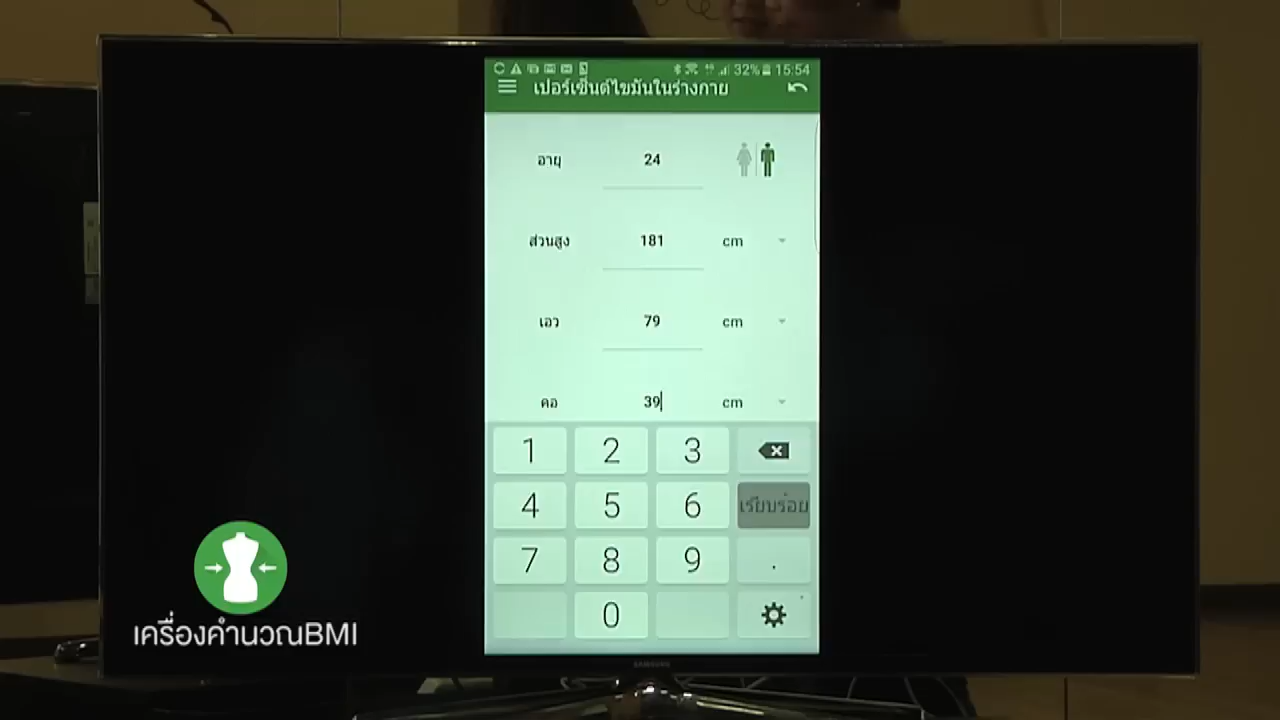 32% 15:54
เปอร์เซ็นต์ไขมันในร่างกาย
อายุ 24
ส่วนสูง 181 cm
เอว 79 cm
คอ 39 cm
1 2 3
4 5 6 เรียบร้อย
7 8 9 .
0
เครื่องคำนวณBMI
SAMSUNG